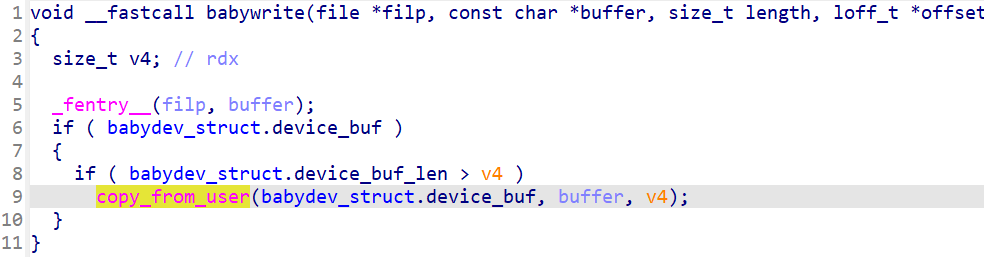 1 void __fastcall babywrite(file *filp, const char *buffer, size_t length, loff_t *offset
2 {
3   size_t v4; // rdx
4
5   _fentry__(filp, buffer);
6   if ( babydev_struct.device_buf )
7   {
8     if ( babydev_struct.device_buf_len > v4 )
9       copy_from_user(babydev_struct.device_buf, buffer, v4);
10   }
11 }